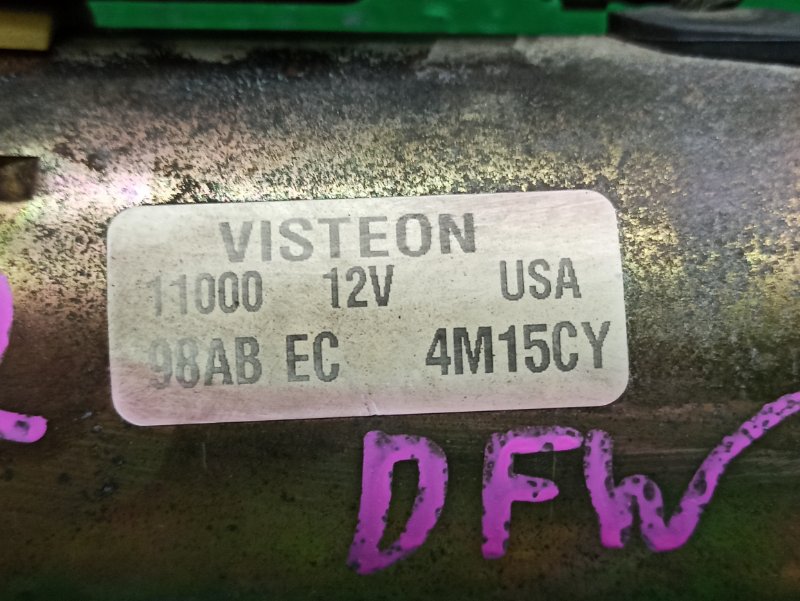 VISTEON
11000 12V USA
98AB EC 4M15CY
DFW